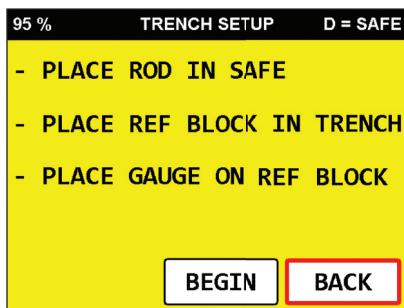 95 % TRENCH SETUP D = SAFE
- PLACE ROD IN SAFE
- PLACE REF BLOCK IN TRENCH
- PLACE GAUGE ON REF BLOCK
BEGIN BACK